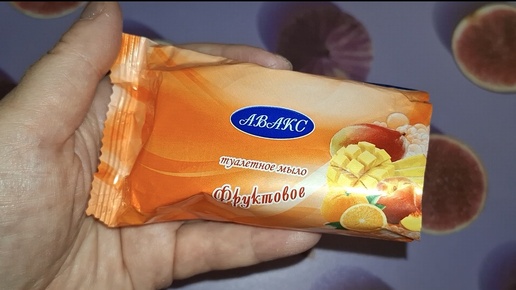 АВАКС
туалетное мыло
Фруктовое